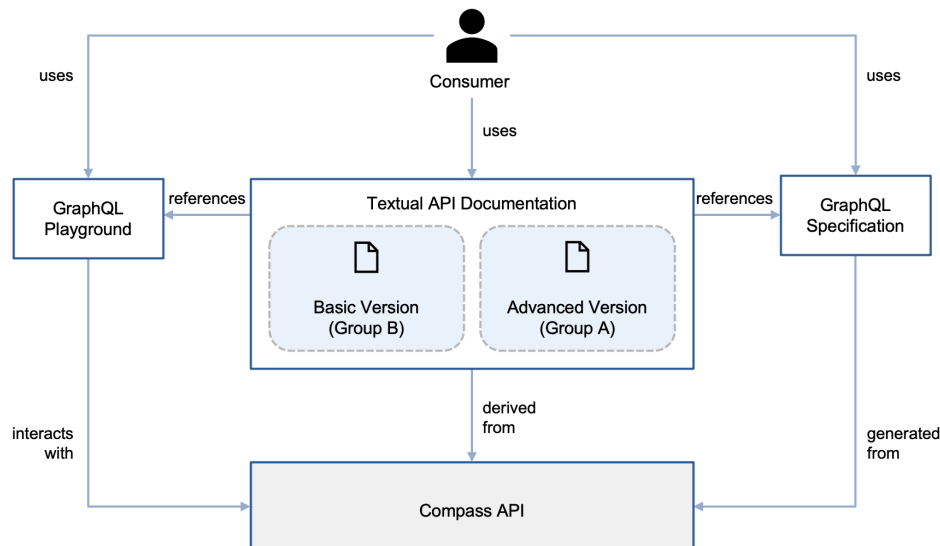 Consumer
uses
uses
uses
GraphQL
Playground
references
Textual API Documentation
references
GraphQL
Specification
Basic Version
(Group B)
Advanced Version
(Group A)
interacts
with
derived
from
generated
from
Compass API